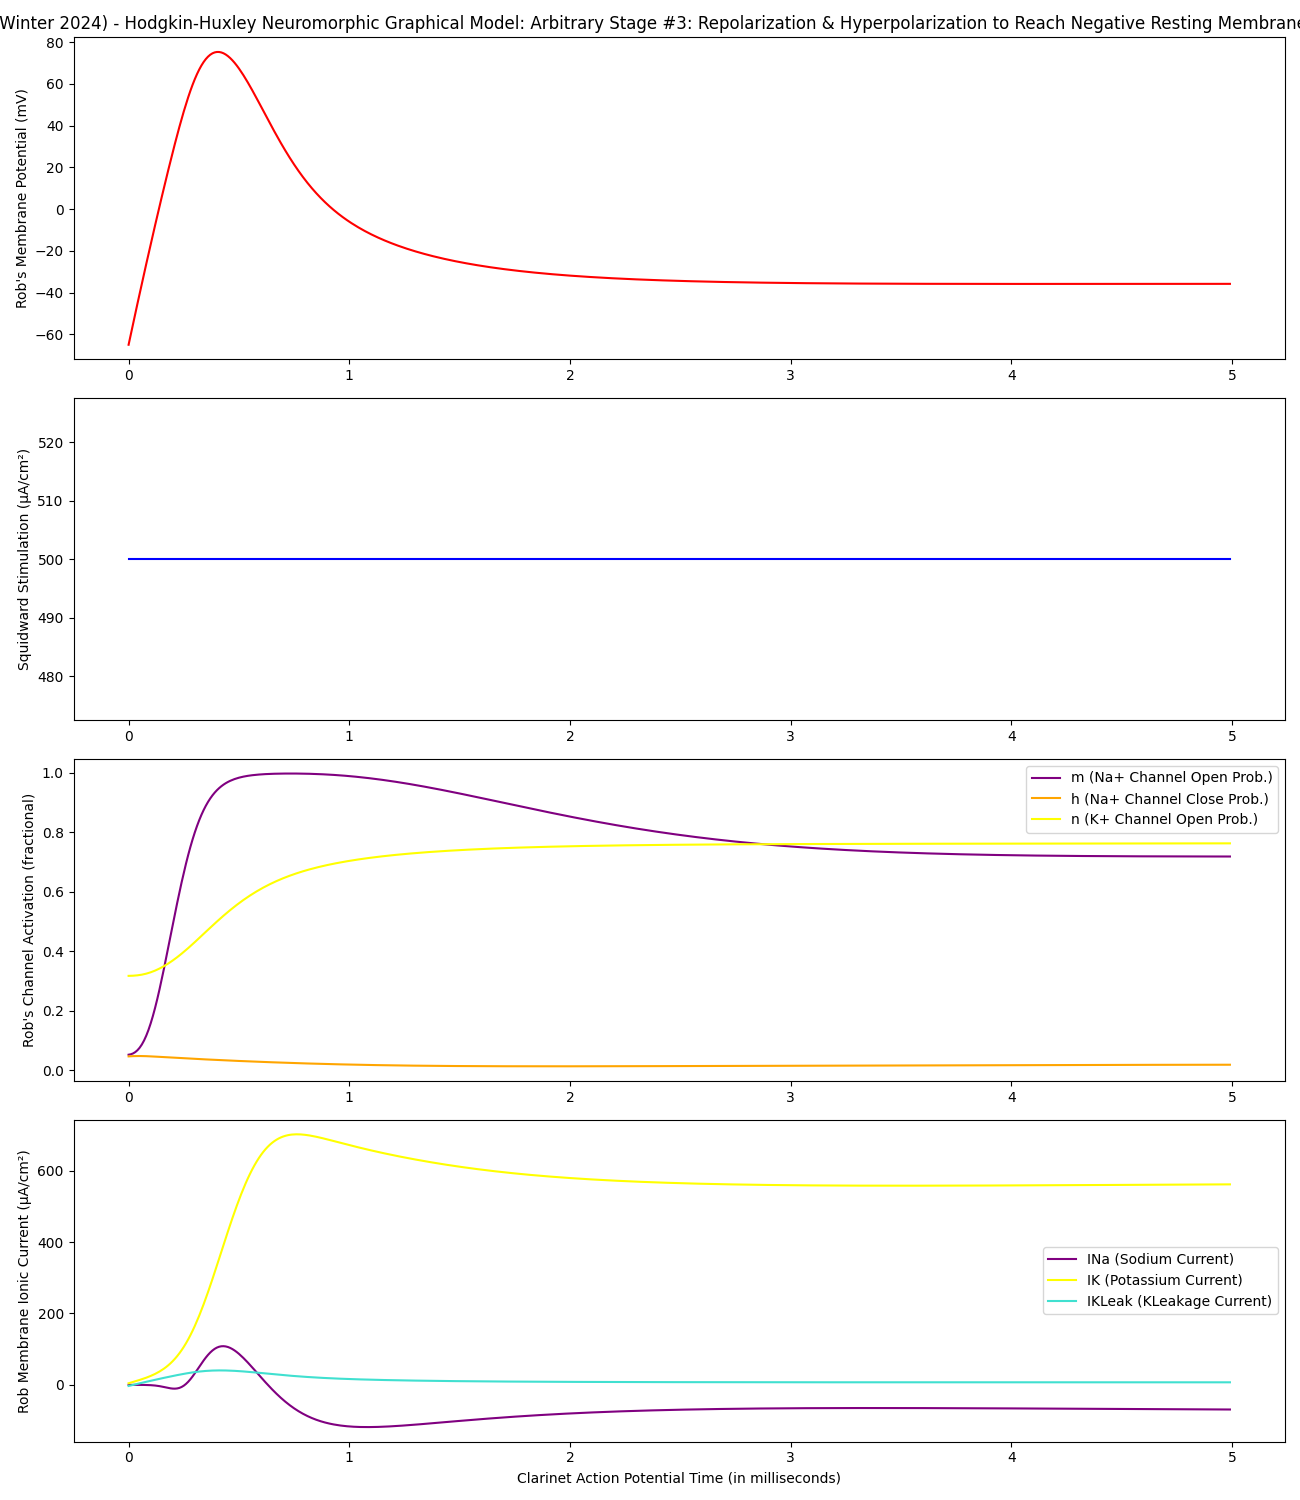 Winter 2024) - Hodgkin-Huxley Neuromorphic Graphical Model: Arbitrary Stage #3: Repolarization & Hyperpolarization to Reach Negative Resting Membrane
Rob's Membrane Potential (mV)
80
60
40
20
0
−20
−40
−60
0 1 2 3 4 5
Squidward Stimulation (µA/cm²)
520
510
500
490
480
0 1 2 3 4 5
Rob's Channel Activation (fractional)
1.0
0.8
0.6
0.4
0.2
0.0
m (Na+ Channel Open Prob.)
h (Na+ Channel Close Prob.)
n (K+ Channel Open Prob.)
0 1 2 3 4 5
Rob Membrane Ionic Current (µA/cm²)
600
400
200
0
INa (Sodium Current)
IK (Potassium Current)
IKLeak (KLeakage Current)
0 1 2 3 4 5
Clarinet Action Potential Time (in milliseconds)